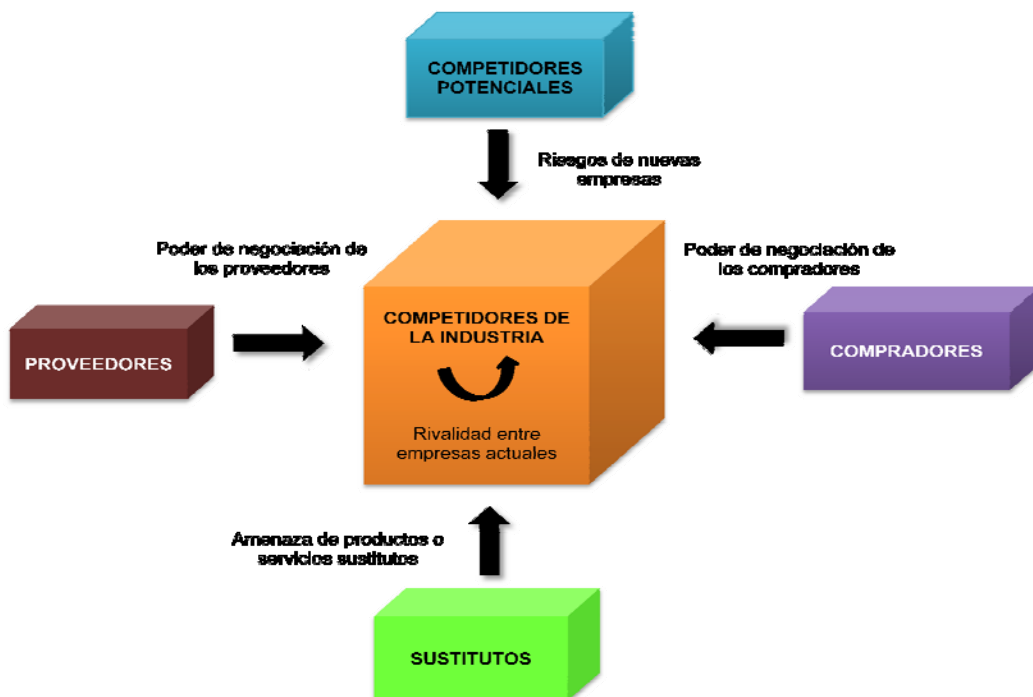 COMPETIDORES
POTENCIALES
Riesgos de nuevas
empresas
Poder de negociación de
los proveedores
Poder de negociación de
los compradores
COMPETIDORES DE
LA INDUSTRIA
PROVEEDORES
COMPRADORES
Rivalidad entre
empresas actuales
Amenaza de productos o
servicios sustitutos
SUSTITUTOS